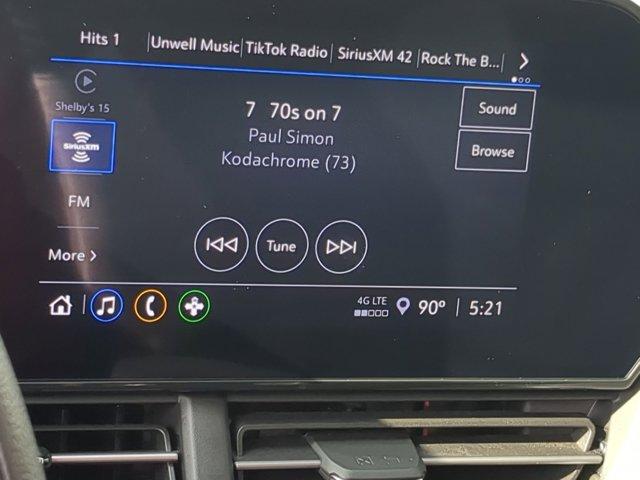 Hits 1 Unwell Music TikTok Radio SiriusXM 42 Rock The B...
Shelby's 15
7 70s on 7
Sound
Paul Simon
SiriusXM
Kodachrome (73)
Browse
FM
More
Tune
4G LTE
90° 5:21